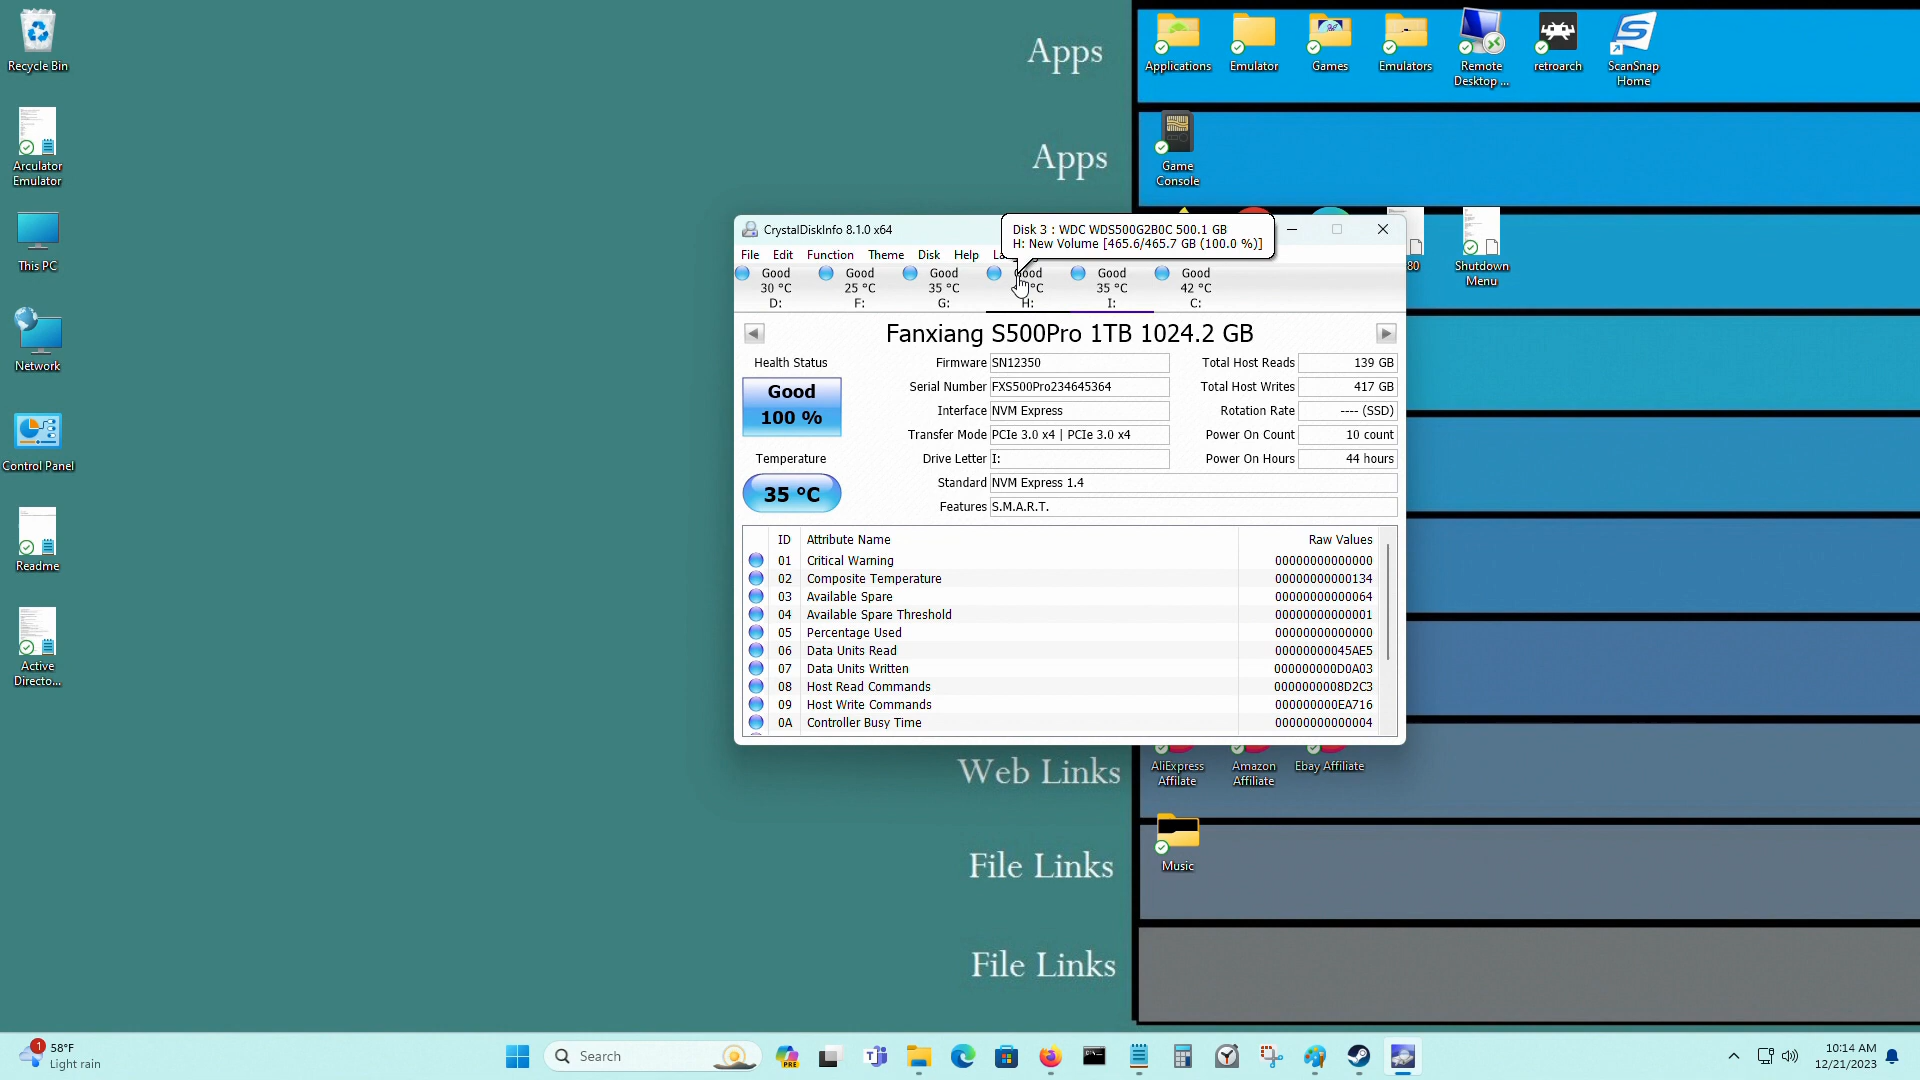 Recycle Bin
Arculator
Emulator
This PC
Network
Control Panel
Readme
Active
Directo...
Apps
Applications
Emulator
Games
Emulators
Remote
Desktop ...
retroarch
ScanSnap
Home
Apps
Game
Console
80
Shutdown
Menu
CrystalDiskInfo 8.1.0 x64
Disk 3 : WDC WDS500G2B0C 500.1 GB
H: New Volume [465.6/465.7 GB (100.0 %)]
File Edit Function Theme Disk Help La
Good
30 °C
D:
Good
25 °C
F:
Good
35 °C
G:
Good
°C
H:
Good
35 °C
I:
Good
42 °C
C:
Fanxiang S500Pro 1TB 1024.2 GB
Health Status
Good
100 %
Temperature
35 °C
Firmware SN12350
Serial Number FXS500Pro234645364
Interface NVM Express
Transfer Mode PCIe 3.0 x4 | PCIe 3.0 x4
Drive Letter I:
Standard NVM Express 1.4
Features S.M.A.R.T.
Total Host Reads 139 GB
Total Host Writes 417 GB
Rotation Rate ---- (SSD)
Power On Count 10 count
Power On Hours 44 hours
ID Attribute Name Raw Values
01 Critical Warning 00000000000000
02 Composite Temperature 00000000000134
03 Available Spare 00000000000064
04 Available Spare Threshold 00000000000001
05 Percentage Used 00000000000000
06 Data Units Read 00000000045AE5
07 Data Units Written 000000000D0A03
08 Host Read Commands 0000000008D2C3
09 Host Write Commands 000000000EA716
0A Controller Busy Time 00000000000004
Web Links
AliExpress
Affilate
Amazon
Affiliate
Ebay Affiliate
File Links
Music
File Links
1
58°F
Light rain
Search
PRE
10:14 AM
12/21/2023